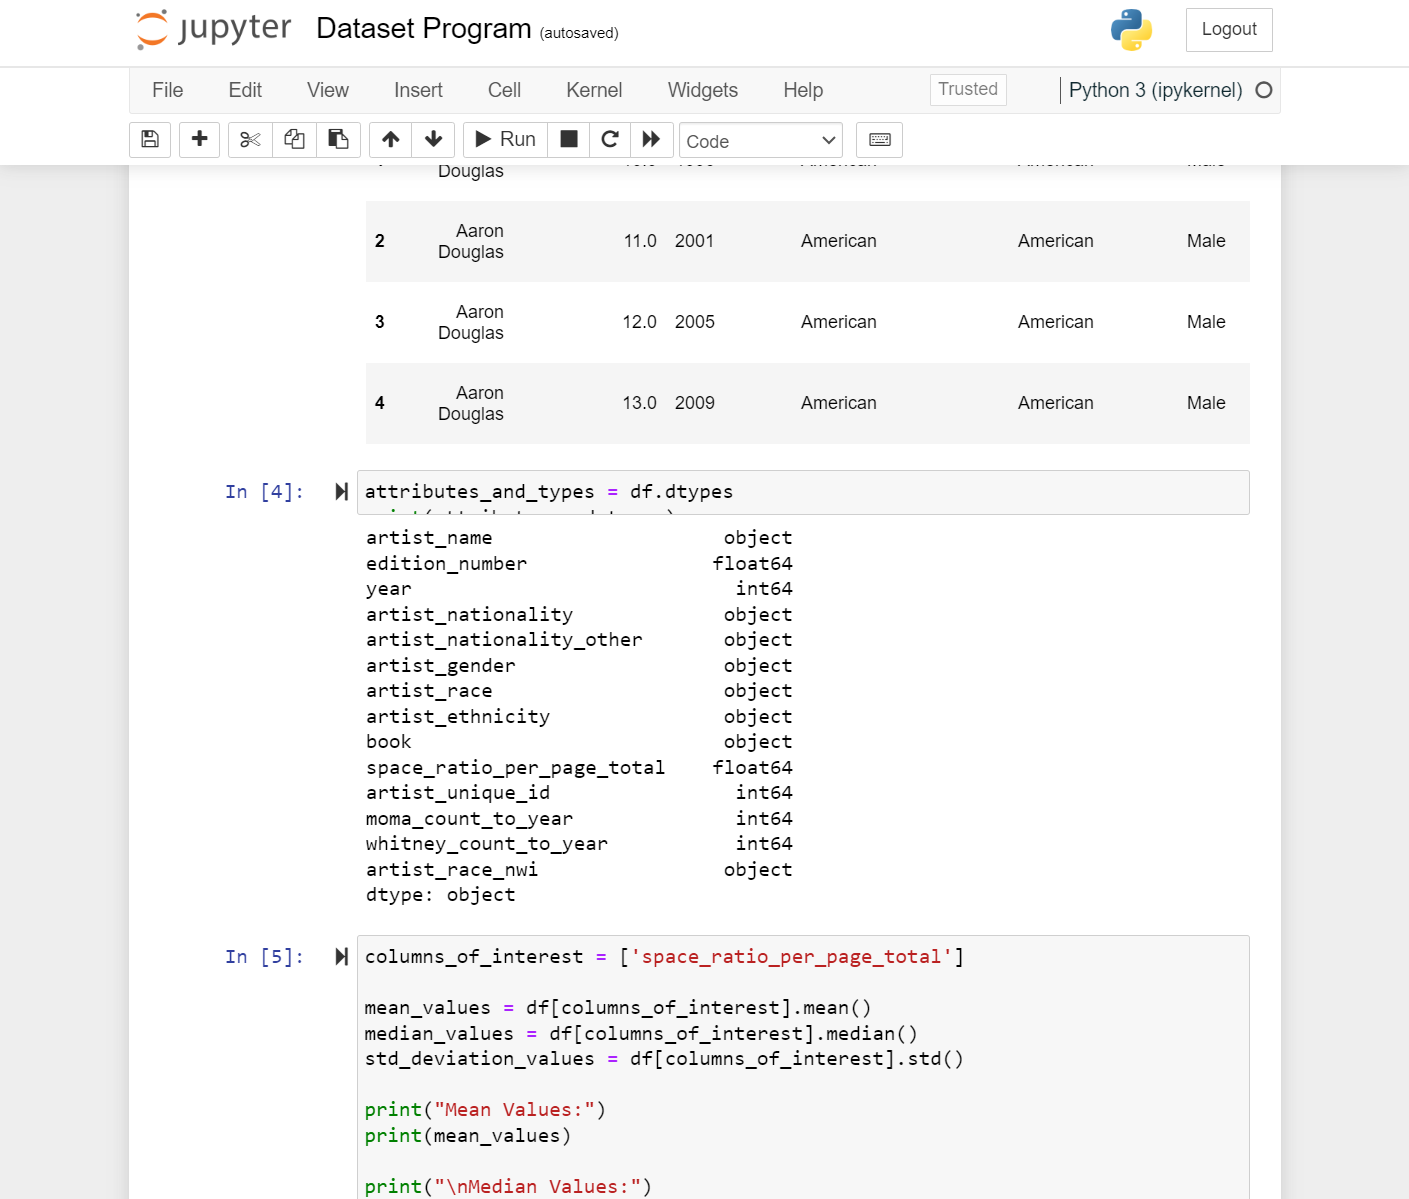 jupyter Dataset Program (autosaved) Logout
File Edit View Insert Cell Kernel Widgets Help Trusted Python 3 (ipykernel)
Run Code
Douglas
2 Aaron Douglas 11.0 2001 American American Male
3 Aaron Douglas 12.0 2005 American American Male
4 Aaron Douglas 13.0 2009 American American Male
In [4]: attributes_and_types = df.dtypes
artist_name object
edition_number float64
year int64
artist_nationality object
artist_nationality_other object
artist_gender object
artist_race object
artist_ethnicity object
book object
space_ratio_per_page_total float64
artist_unique_id int64
moma_count_to_year int64
whitney_count_to_year int64
artist_race_nwi object
dtype: object
In [5]: columns_of_interest = ['space_ratio_per_page_total']
mean_values = df[columns_of_interest].mean()
median_values = df[columns_of_interest].median()
std_deviation_values = df[columns_of_interest].std()
print("Mean Values:")
print(mean_values)
print("\nMedian Values:")